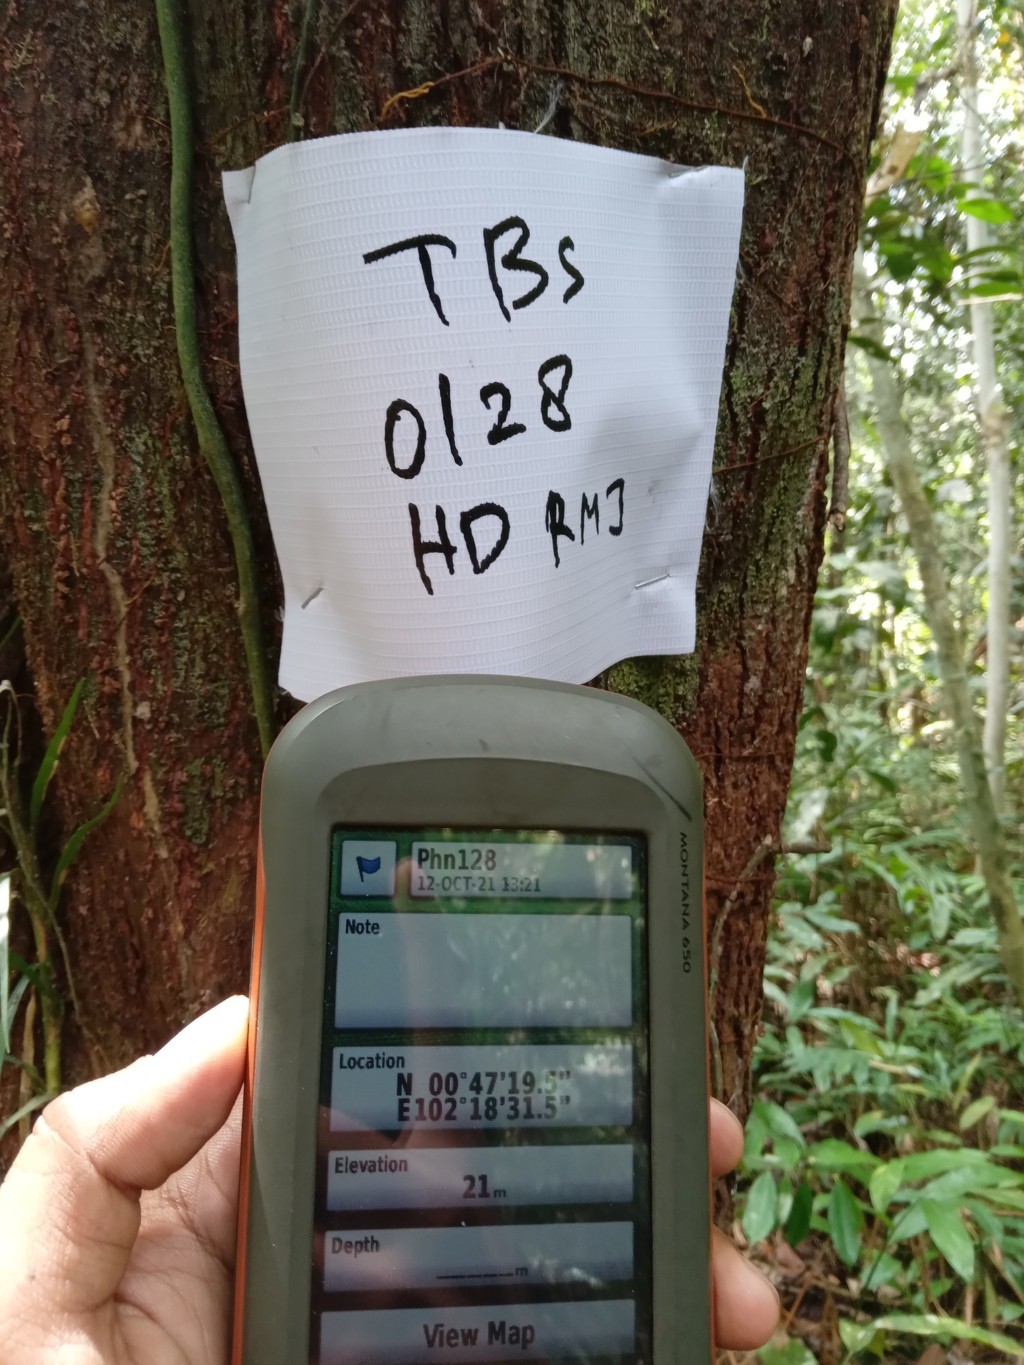 TBs
0128
HD RMJ
MONTANA 650
Phn128
12-OCT-21 13:21
Note
Location
N 00°47'19.5"
E102°18'31.5"
Elevation
21m
Depth
_______m
View Map